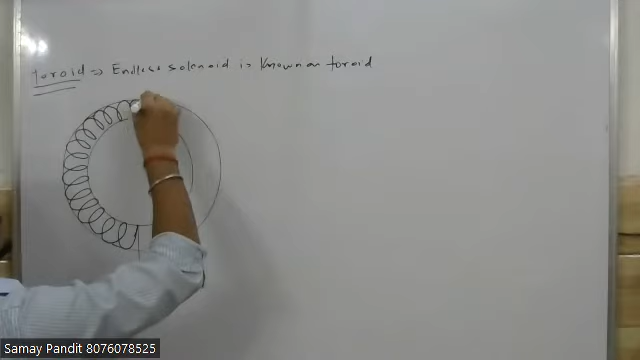 Toroid ⇒ Endless solenoid is known as toroid
Samay Pandit 8076078525